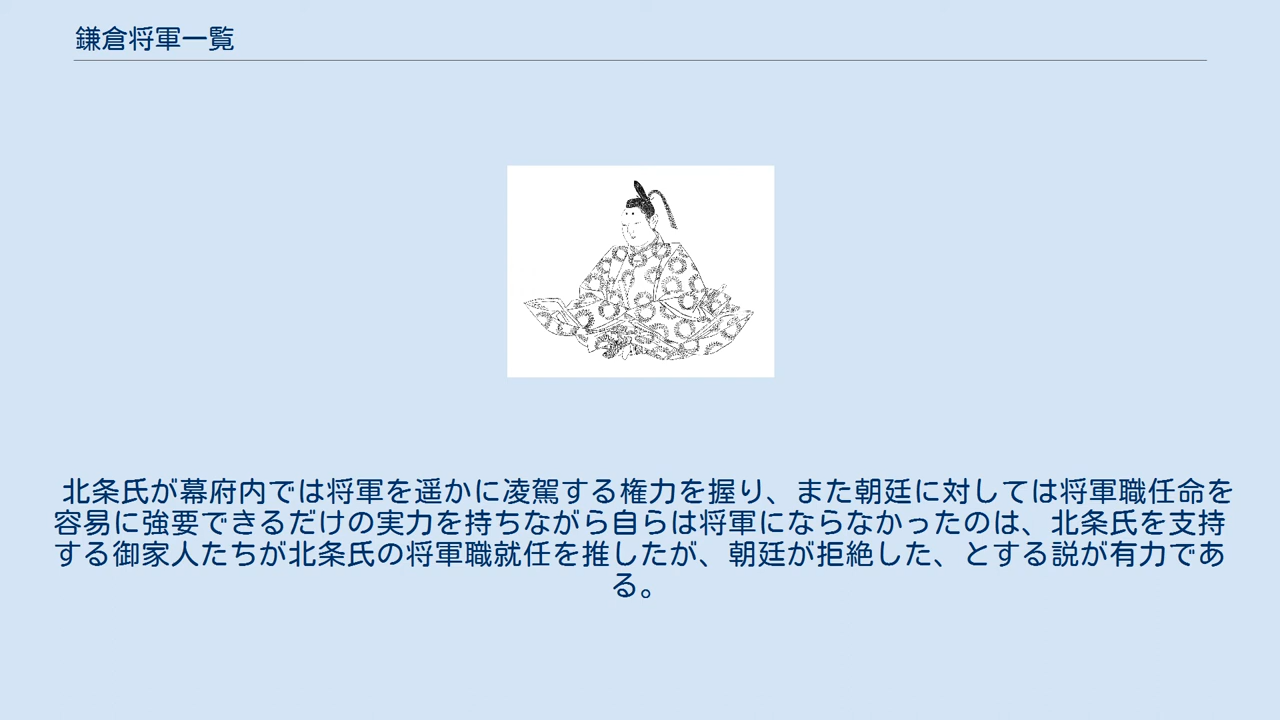 鎌倉将軍一覧
北条氏が幕府内では将軍を遥かに凌駕する権力を握り、また朝廷に対しては将軍職任命を
容易に強要できるだけの実力を持ちながら自らは将軍にならなかったのは、北条氏を支持
する御家人たちが北条氏の将軍職就任を推したが、朝廷が拒絶した、とする説が有力であ
る。